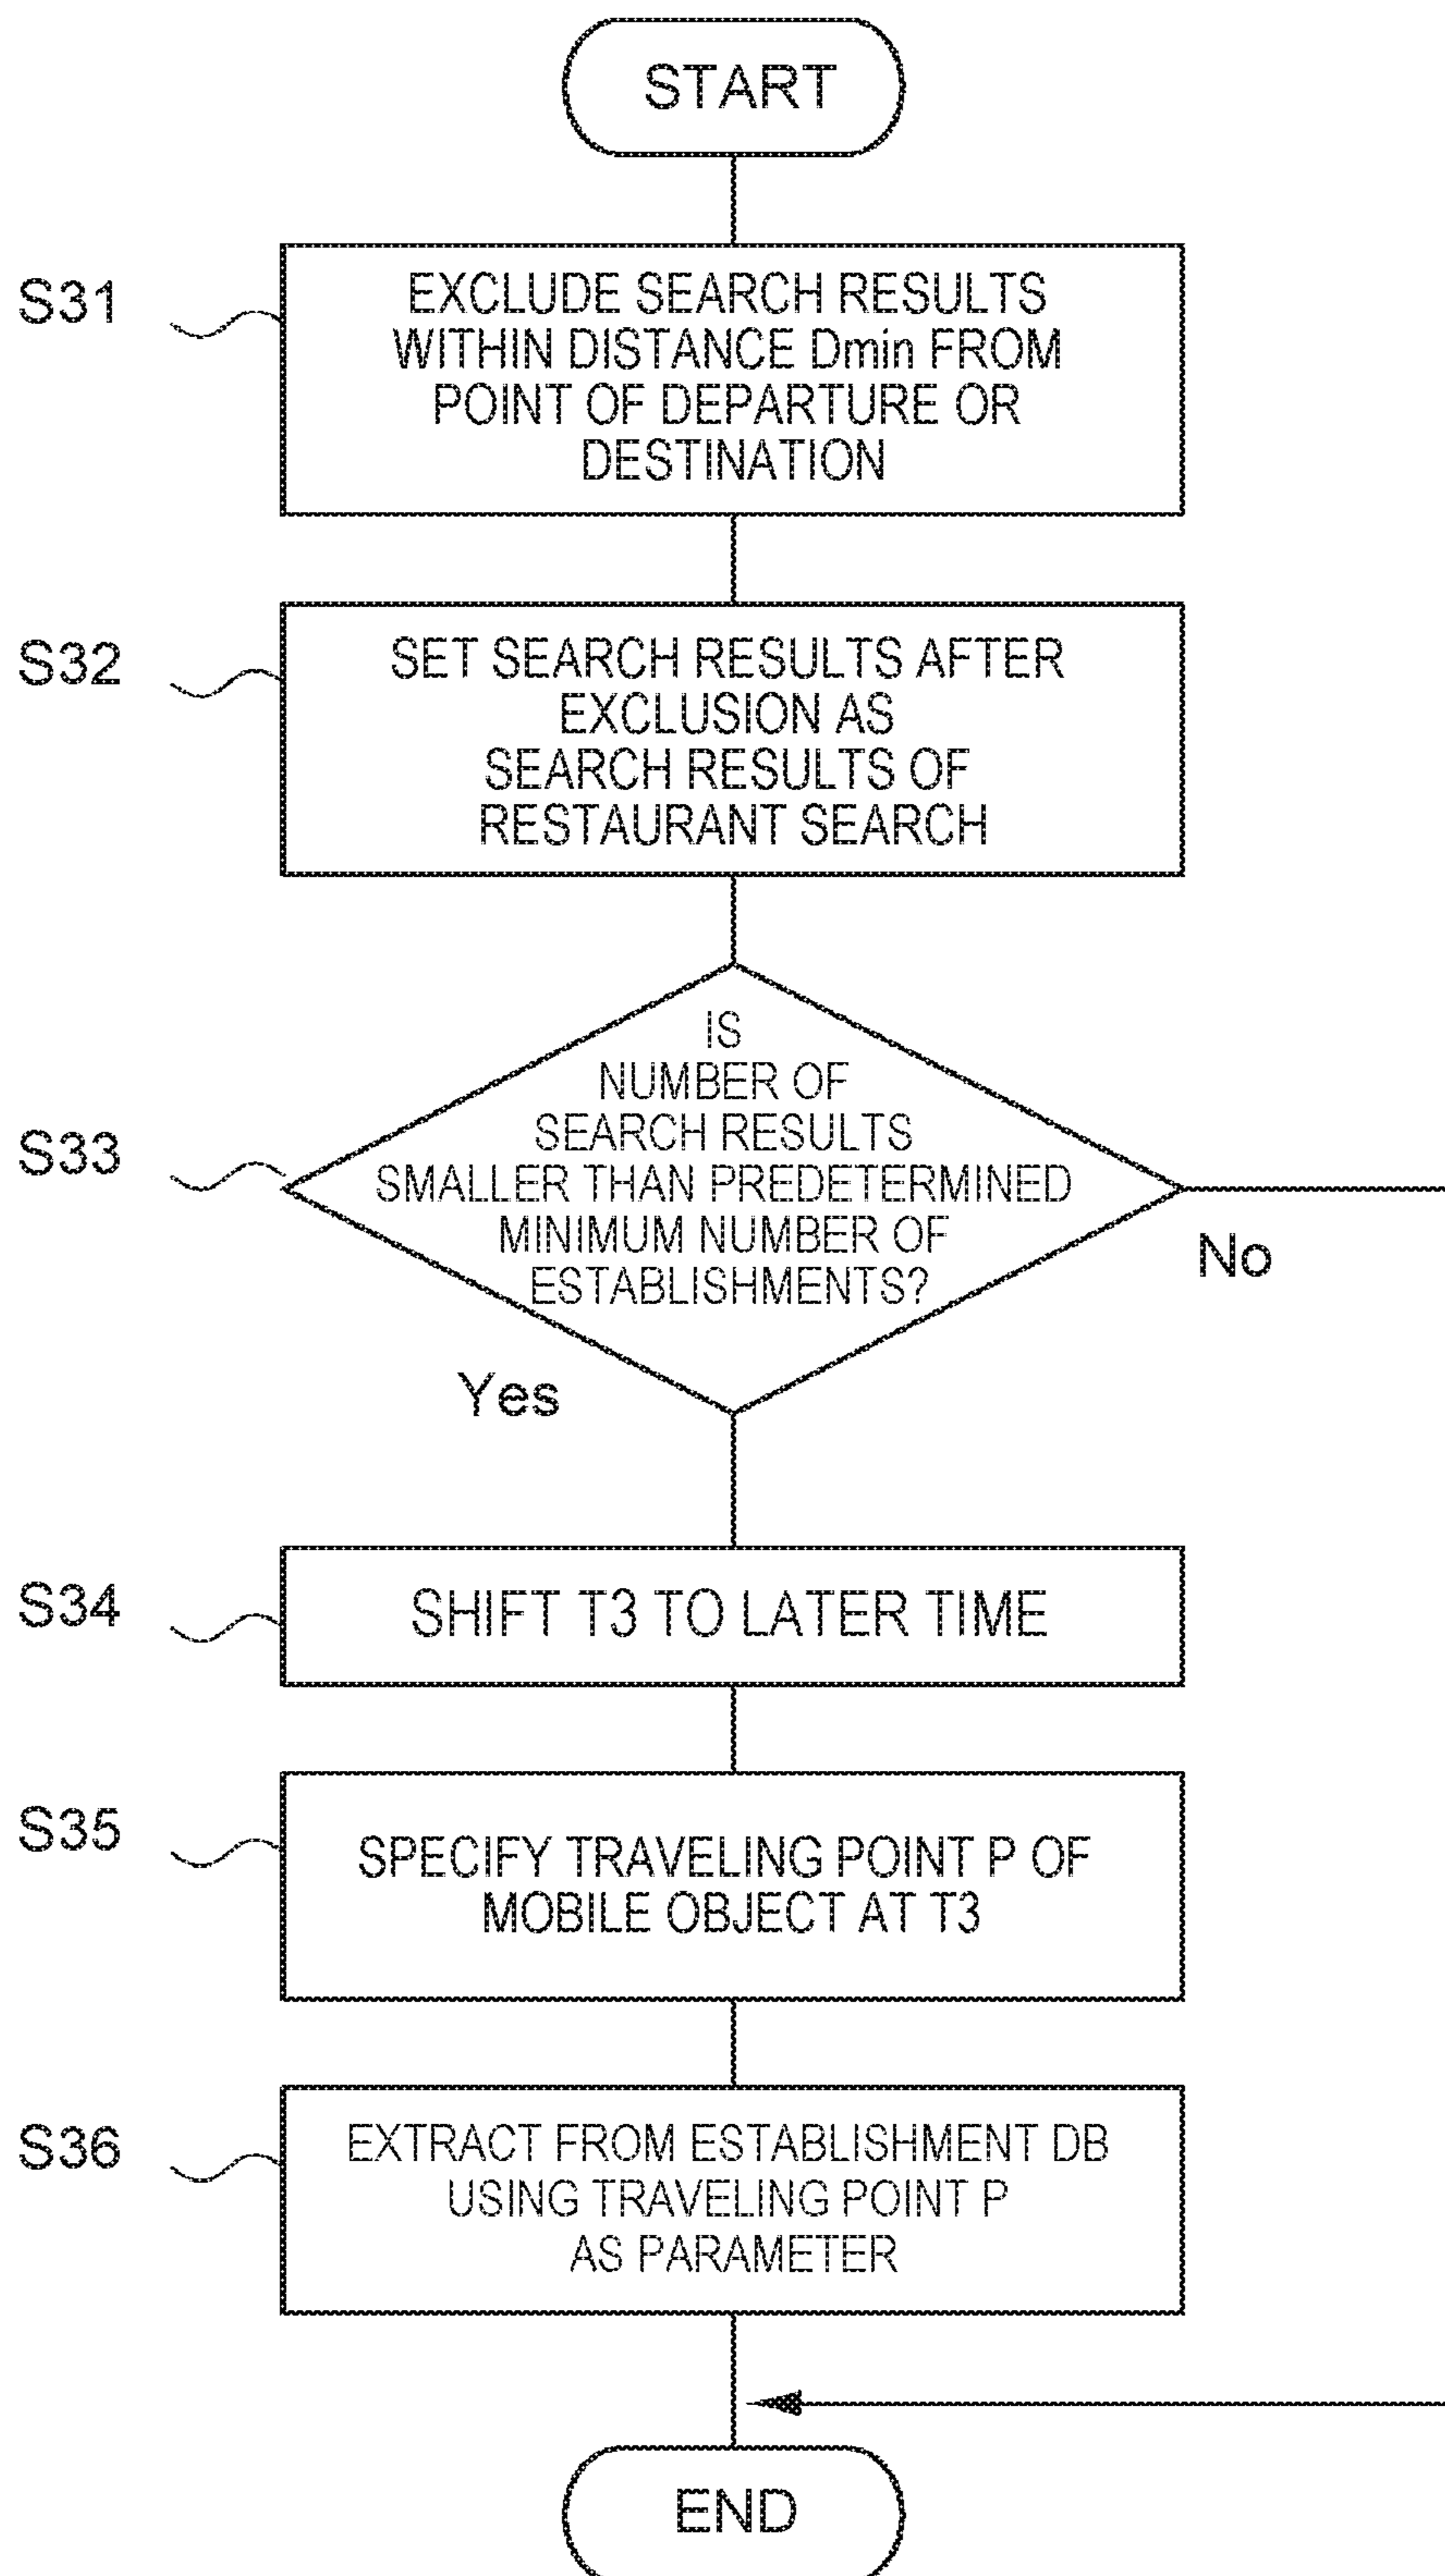 START
S31
EXCLUDE SEARCH RESULTS
WITHIN DISTANCE Dmin FROM
POINT OF DEPARTURE OR
DESTINATION
S32
SET SEARCH RESULTS AFTER
EXCLUSION AS
SEARCH RESULTS OF
RESTAURANT SEARCH
S33
IS
NUMBER OF
SEARCH RESULTS
SMALLER THAN PREDETERMINED
MINIMUM NUMBER OF
ESTABLISHMENTS?
No
Yes
S34
SHIFT T3 TO LATER TIME
S35
SPECIFY TRAVELING POINT P OF
MOBILE OBJECT AT T3
S36
EXTRACT FROM ESTABLISHMENT DB
USING TRAVELING POINT P
AS PARAMETER
END